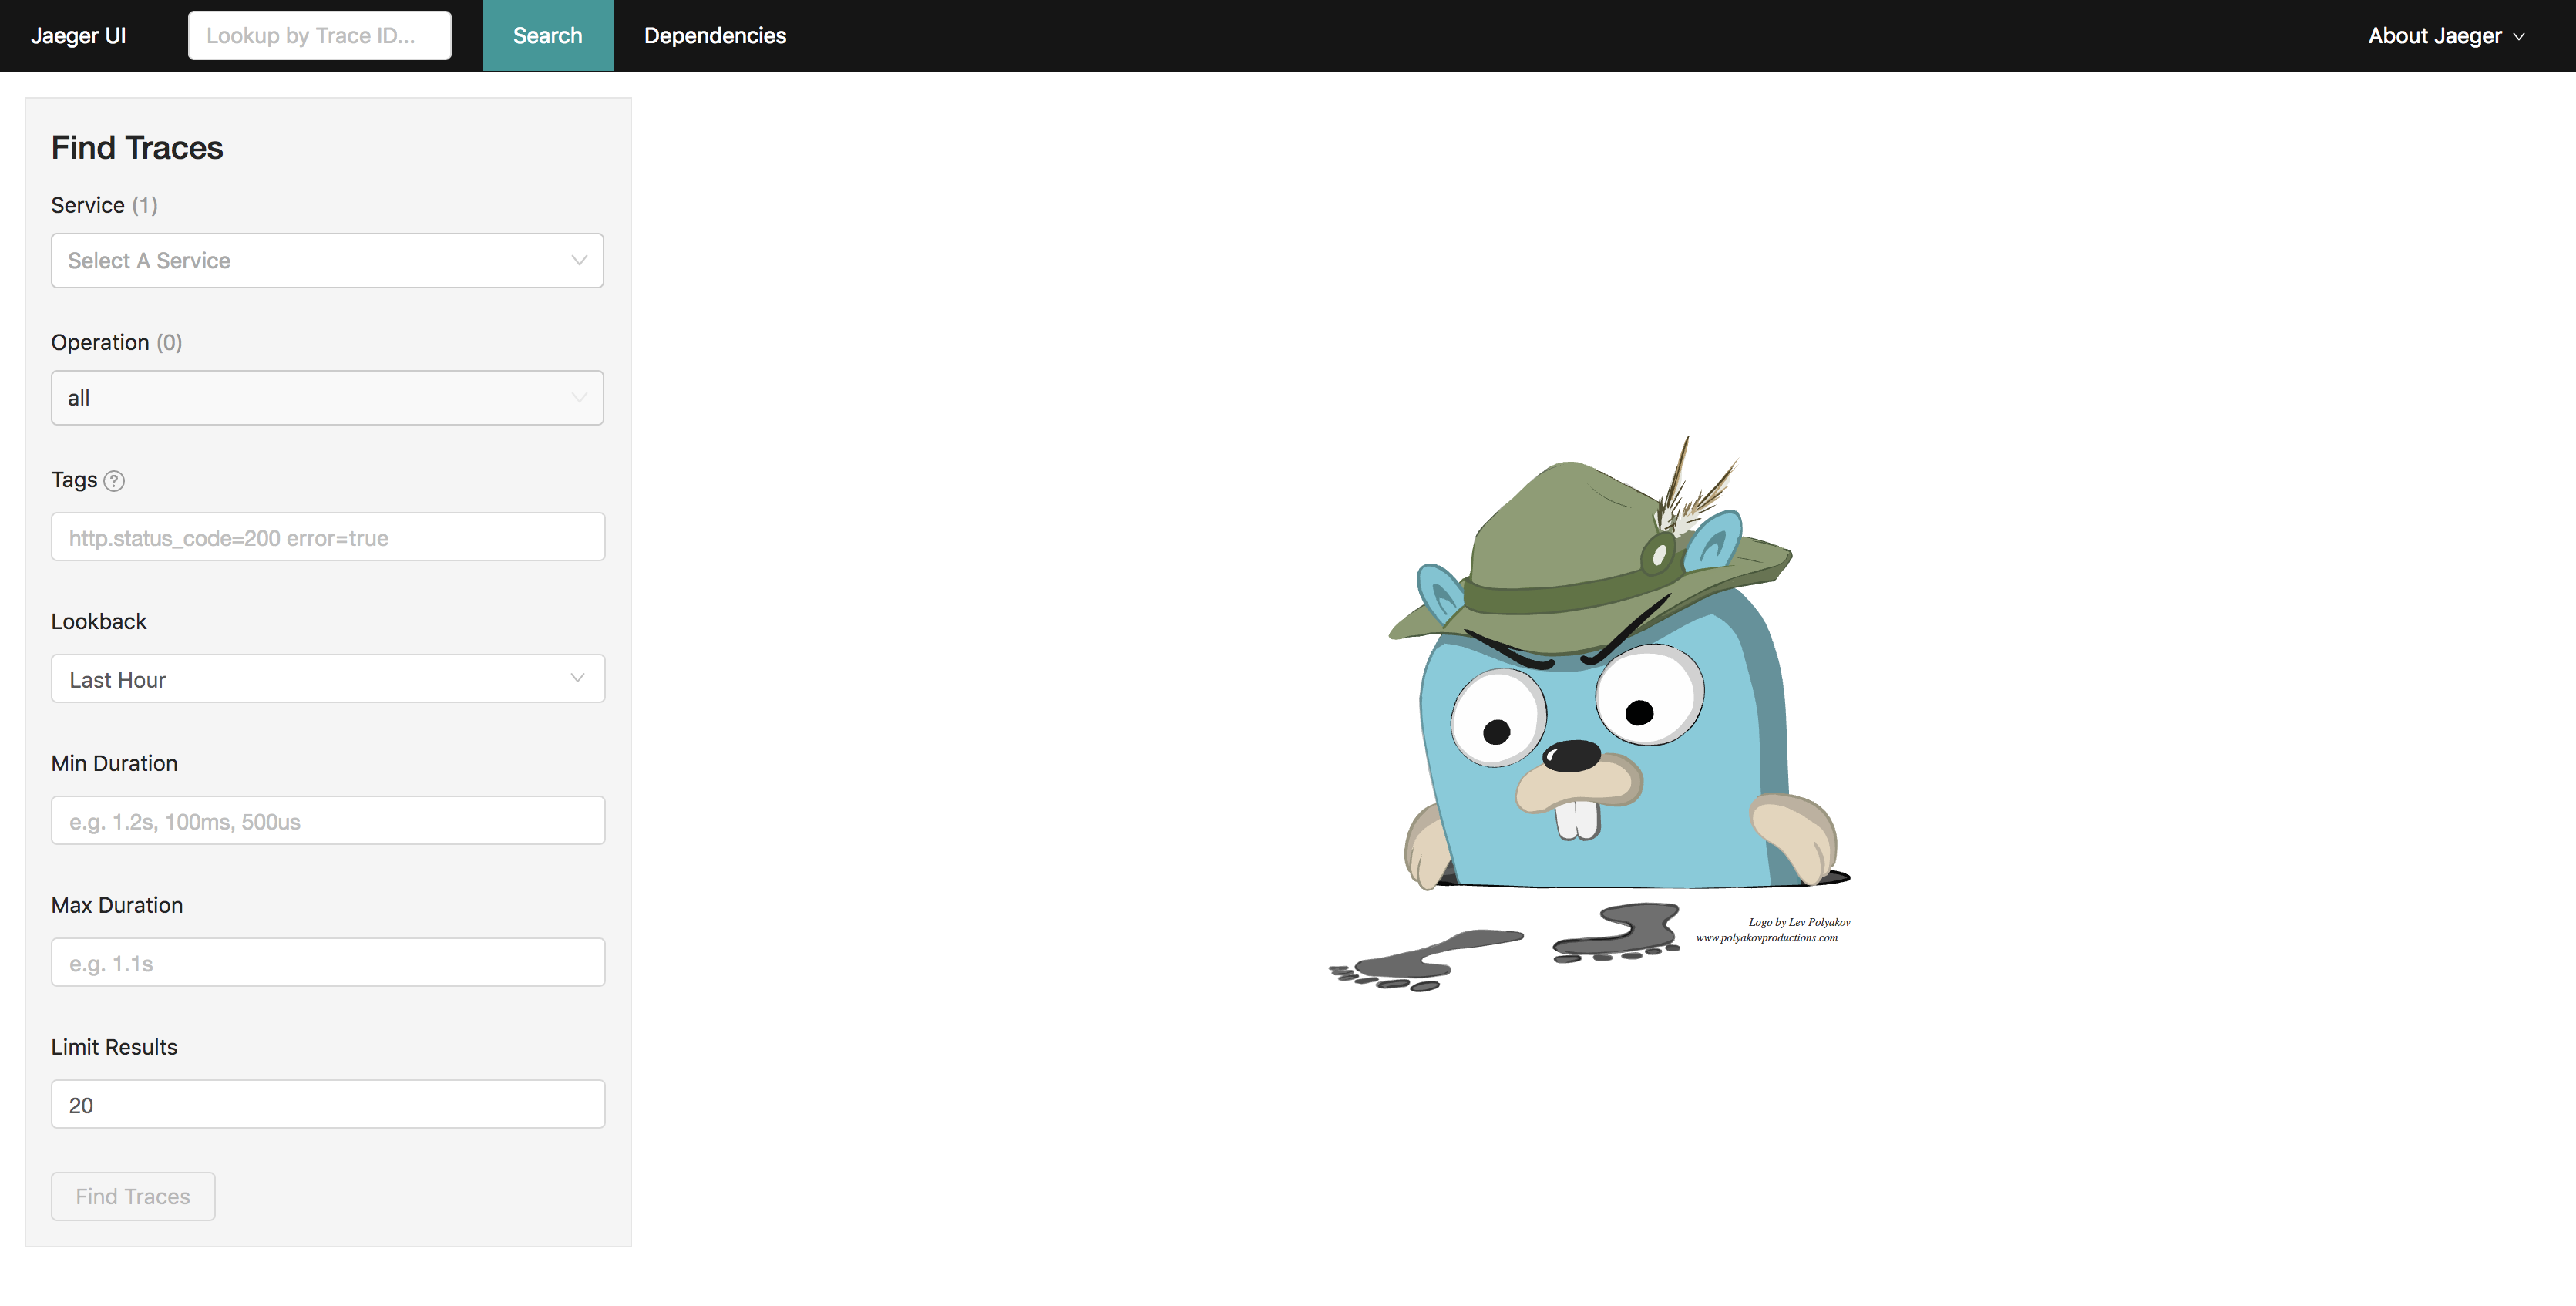 Jaeger UI
Lookup by Trace ID...
Search
Dependencies
About Jaeger
Find Traces
Service (1)
Select A Service
Operation (0)
all
Tags ?
http.status_code=200 error=true
Lookback
Last Hour
Min Duration
e.g. 1.2s, 100ms, 500us
Max Duration
e.g. 1.1s
Limit Results
20
Find Traces
Logo by Lev Polyakov
www.polyakovproductions.com